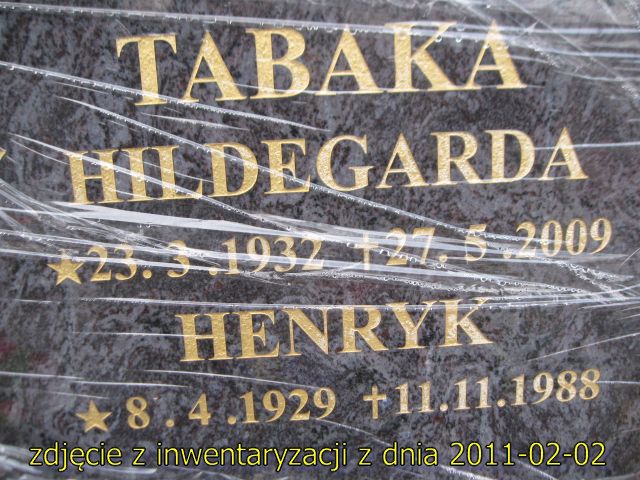 TABAKA
HILDEGARDA
★23.3.1932 ✝27.5.2009
HENRYK
★8.4.1929 ✝11.11.1988
zdjęcie z inwentaryzacji z dnia 2011-02-02